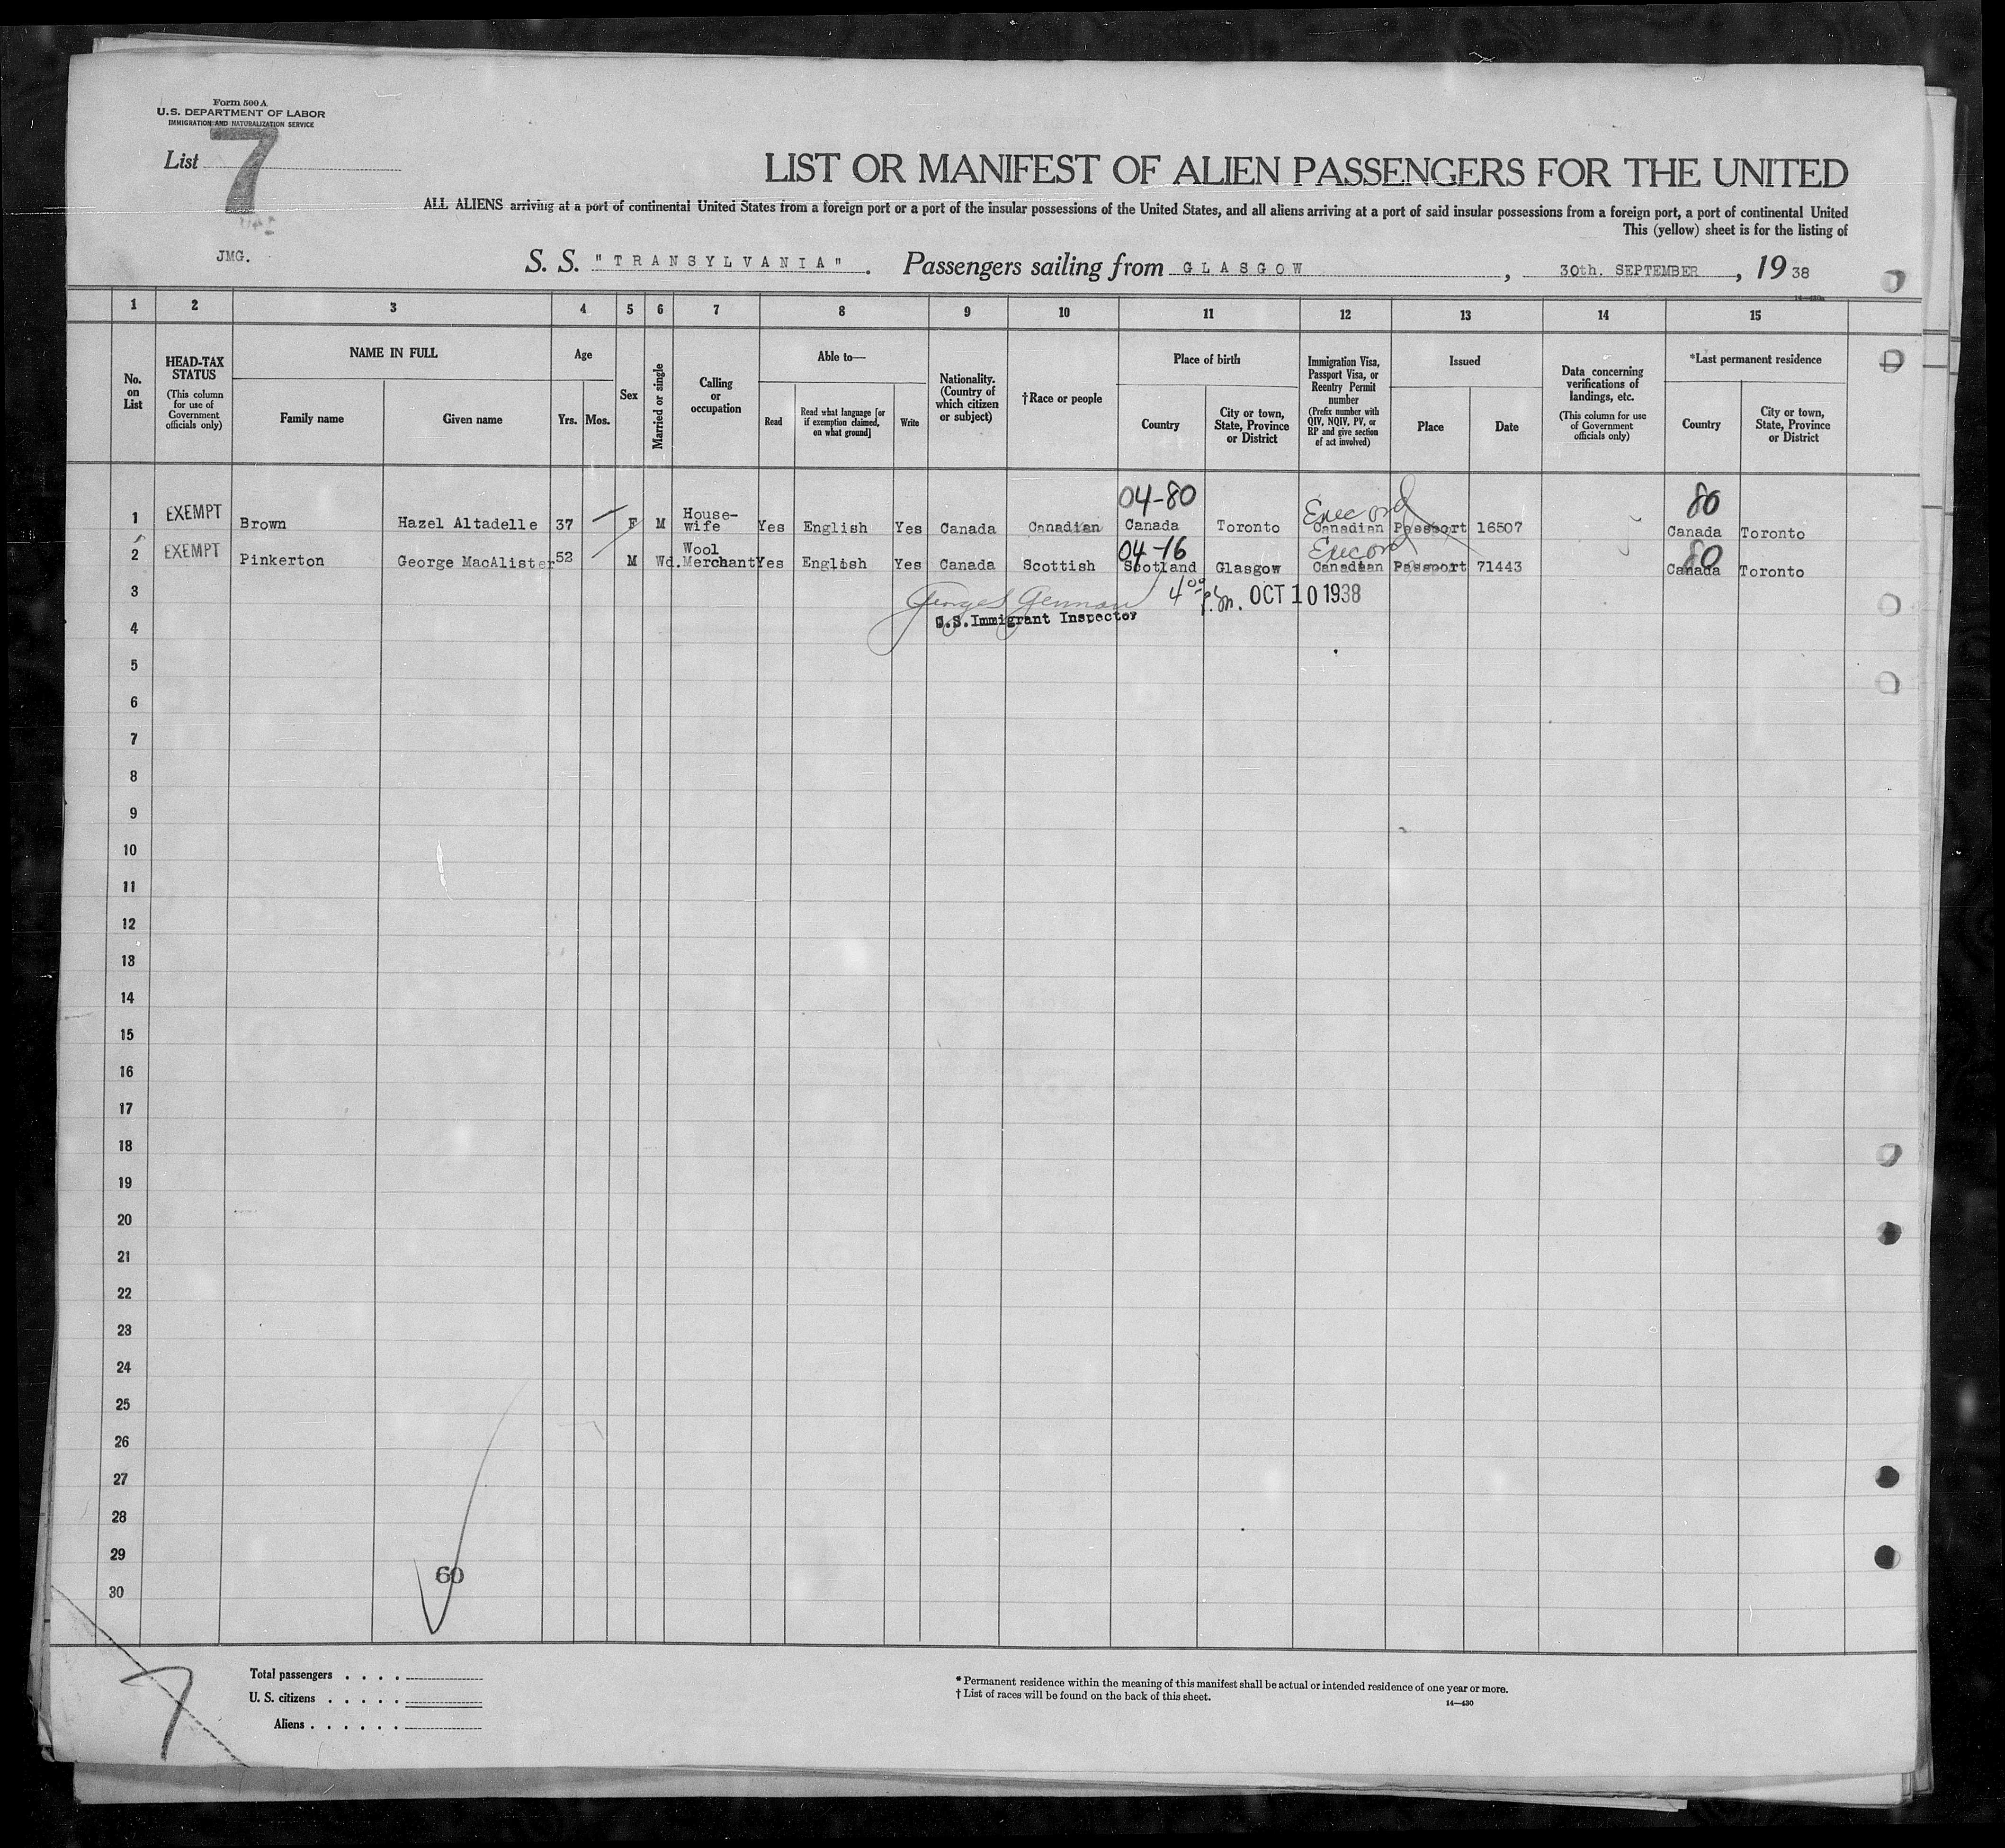 Form 500 A
U.S. DEPARTMENT OF LABOR
IMMIGRATION AND NATURALIZATION SERVICE
List 7
LIST OR MANIFEST OF ALIEN PASSENGERS FOR THE UNITED
ALL ALIENS arriving at a port of continental United States from a foreign port or a port of the insular possessions of the United States, and all aliens arriving at a port of said insular possessions from a foreign port, a port of continental United
This (yellow) sheet is for the listing of
JMG.
S. S. "TRANSYLVANIA". Passengers sailing from GLASGOW, 30th. SEPTEMBER, 1938
1 2 3 4 5 6 7 8 9 10 11 12 13 14 15
No. on List
HEAD-TAX STATUS
(This column for use of Government officials only)
NAME IN FULL
Family name
Given name
Age
Yrs.
Mos.
Sex
Married or single
Calling or occupation
Able to—
Read
Read what language [or if exemption claimed, on what ground]
Write
Nationality. (Country of which citizen or subject)
†Race or people
Place of birth
Country
City or town, State, Province or District
Immigration Visa, Passport Visa, or Reentry Permit number
(Prefix number with QIV, NQIV, PV, or RP and give section of act involved)
Issued
Place
Date
Data concerning verifications of landings, etc.
(This column for use of Government officials only)
*Last permanent residence
Country
City or town, State, Province or District
04-80 80
1 EXEMPT Brown Hazel Altadelle 37 F M House-wife Yes English Yes Canada Canadian Canada Toronto Canadian Passport 16507 Canada Toronto
04-16 80
2 EXEMPT Pinkerton George MacAlister 52 M Wd. Wool Merchant Yes English Yes Canada Scottish Scotland Glasgow Canadian Passport 71443 Canada Toronto
3 4 00 p.m. OCT 10 1938
U.S. Immigrant Inspector
4
5
6
7
8
9
10
11
12
13
14
15
16
17
18
19
20
21
22
23
24
25
26
27
28
29
60
30
7
Total passengers . . . .
U. S. citizens . . . . .
Aliens . . . . . .
* Permanent residence within the meaning of this manifest shall be actual or intended residence of one year or more.
† List of races will be found on the back of this sheet.
14—430